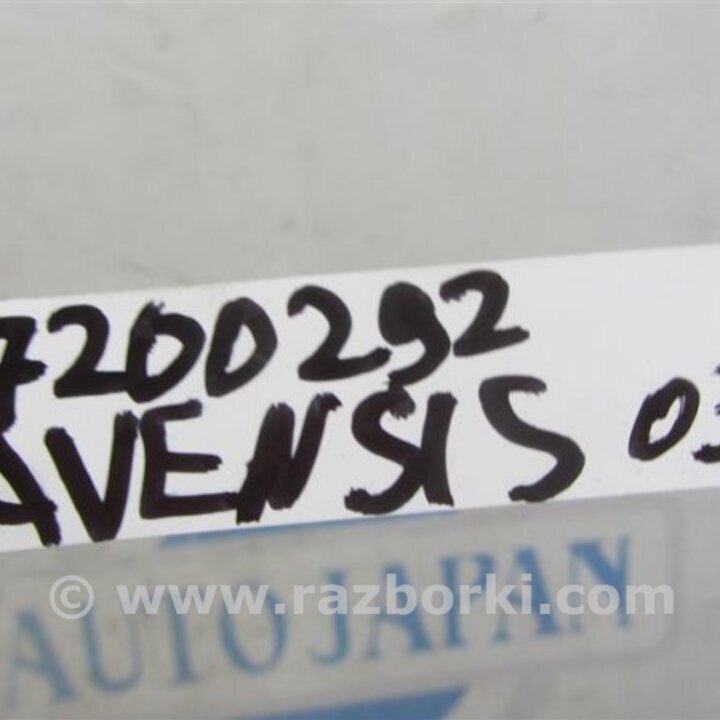 7200292
AVENSIS 03
© www.razborki.com
AUTO JAPAN